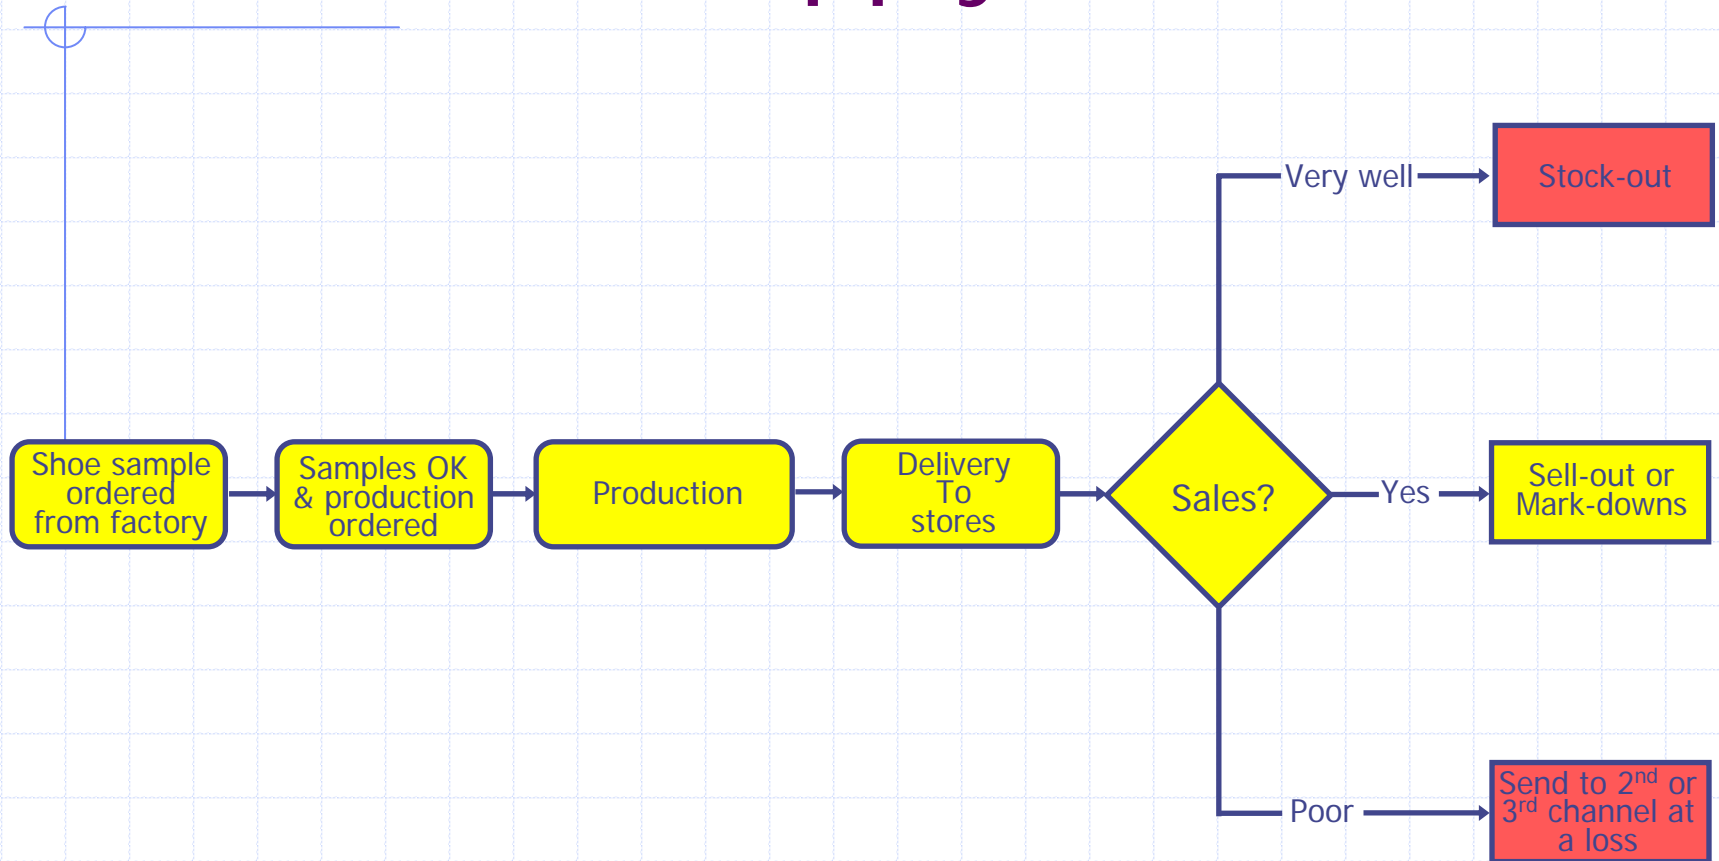 Shoe sample
ordered
from factory
Samples OK
& production
ordered
Production
Delivery
To
stores
Sales?
Very well
Stock-out
Yes
Sell-out or
Mark-downs
Poor
Send to 2nd or
3rd channel at
a loss